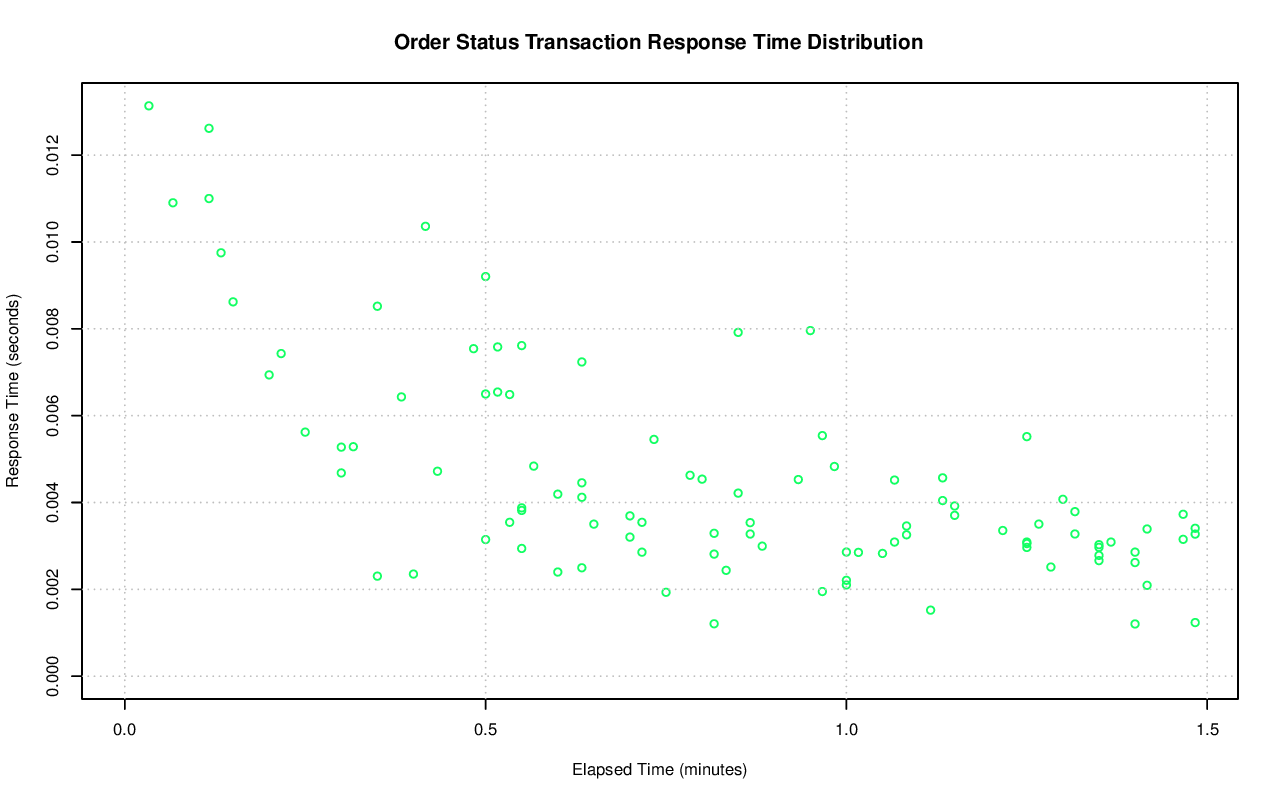 Order Status Transaction Response Time Distribution
Response Time (seconds)
0.012
0.010
0.008
0.006
0.004
0.002
0.000
0.0 0.5 1.0 1.5
Elapsed Time (minutes)